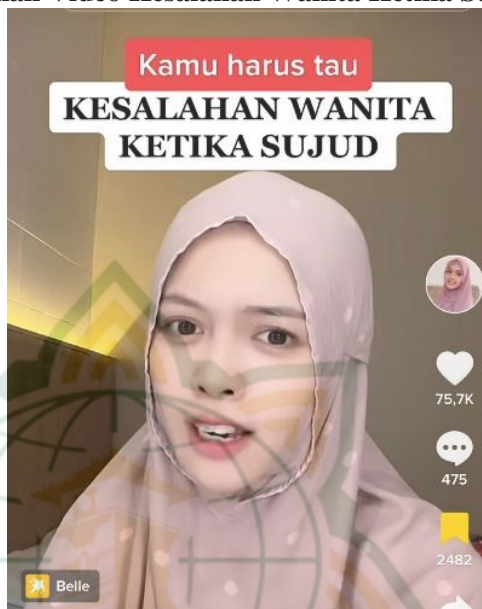 Kamu harus tau
KESALAHAN WANITA
KETIKA SUJUD
75,7K
475
2482
Belle